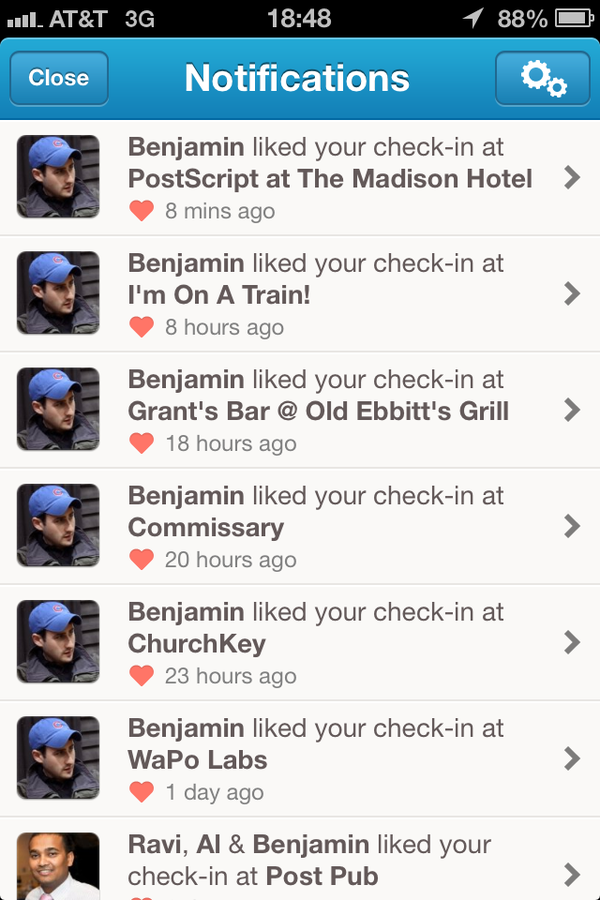 AT&T 3G 18:48 88%
Close Notifications
Benjamin liked your check-in at
PostScript at The Madison Hotel
8 mins ago
Benjamin liked your check-in at
I'm On A Train!
8 hours ago
Benjamin liked your check-in at
Grant's Bar @ Old Ebbitt's Grill
18 hours ago
Benjamin liked your check-in at
Commissary
20 hours ago
Benjamin liked your check-in at
ChurchKey
23 hours ago
Benjamin liked your check-in at
WaPo Labs
1 day ago
Ravi, Al & Benjamin liked your
check-in at Post Pub